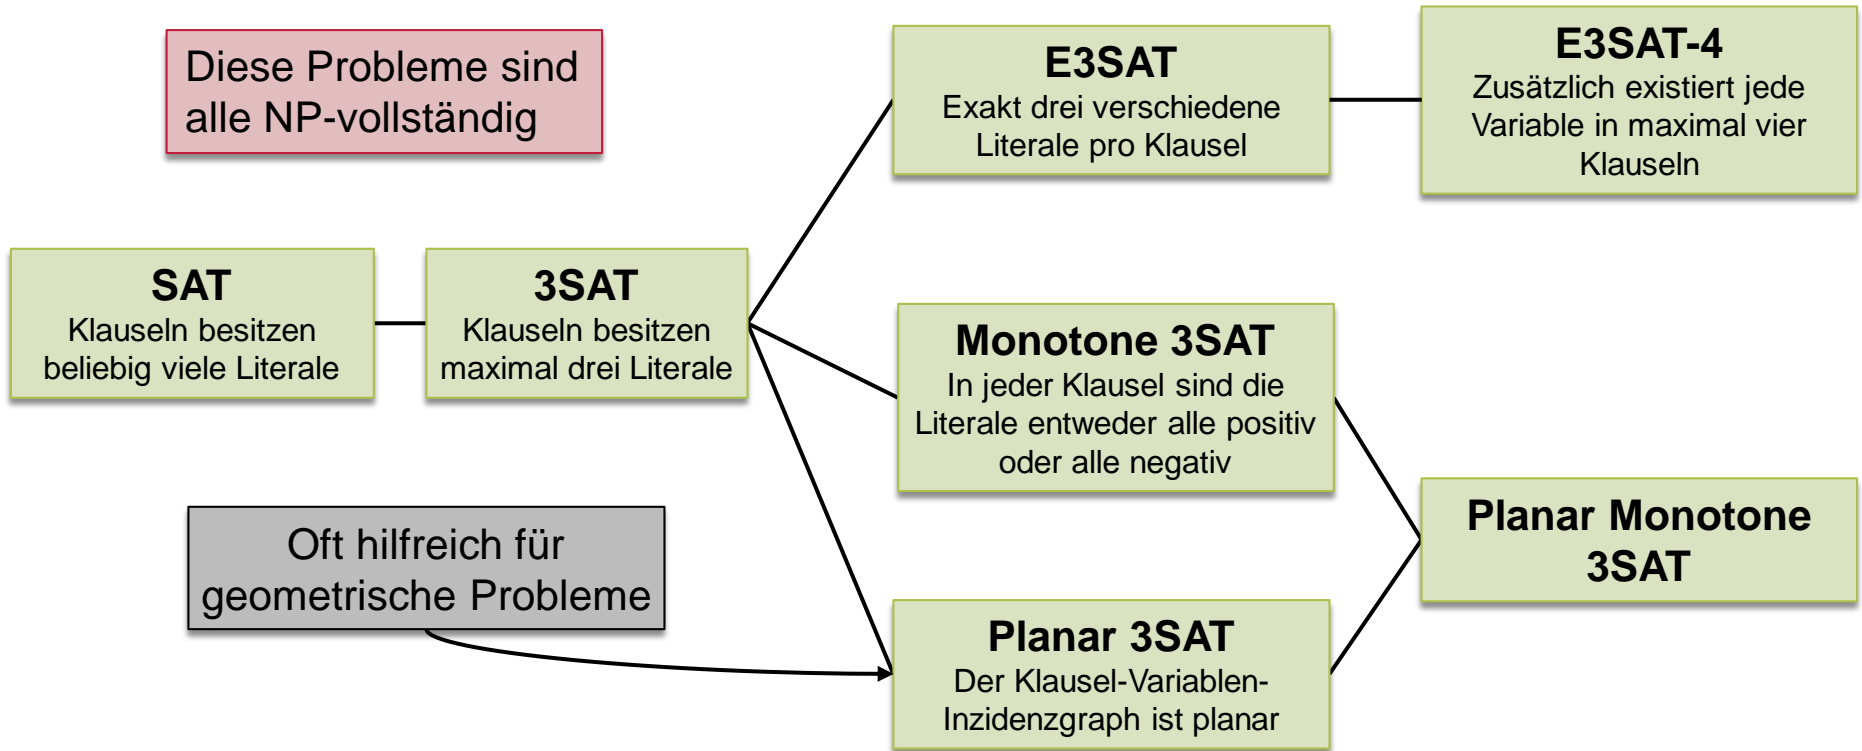 Diese Probleme sind
alle NP-vollständig
SAT
Klauseln besitzen
beliebig viele Literale
3SAT
Klauseln besitzen
maximal drei Literale
E3SAT
Exakt drei verschiedene
Literale pro Klausel
E3SAT-4
Zusätzlich existiert jede
Variable in maximal vier
Klauseln
Monotone 3SAT
In jeder Klausel sind die
Literale entweder alle positiv
oder alle negativ
Oft hilfreich für
geometrische Probleme
Planar 3SAT
Der Klausel-Variablen-
Inzidenzgraph ist planar
Planar Monotone
3SAT